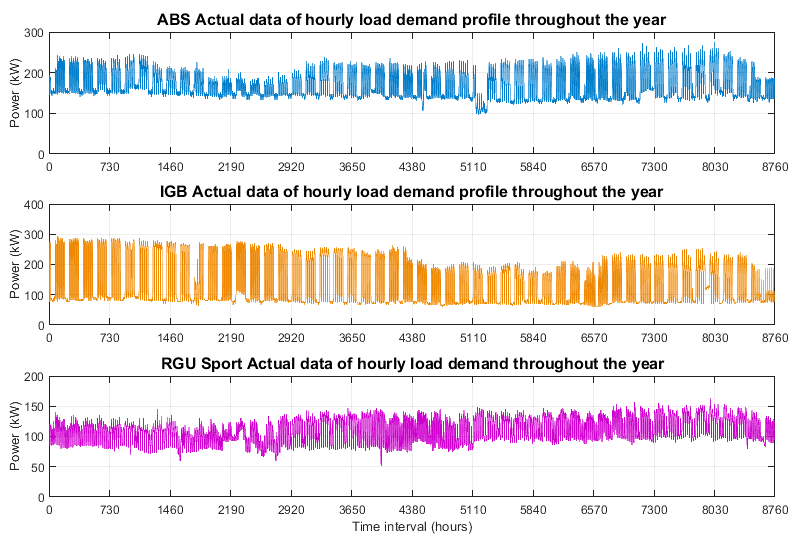 ABS Actual data of hourly load demand profile throughout the year
Power (kW)
300
200
100
0
0 730 1460 2190 2920 3650 4380 5110 5840 6570 7300 8030 8760
IGB Actual data of hourly load demand profile throughout the year
Power (kW)
400
300
200
100
0
0 730 1460 2190 2920 3650 4380 5110 5840 6570 7300 8030 8760
RGU Sport Actual data of hourly load demand throughout the year
Power (kW)
200
150
100
50
0
0 730 1460 2190 2920 3650 4380 5110 5840 6570 7300 8030 8760
Time interval (hours)